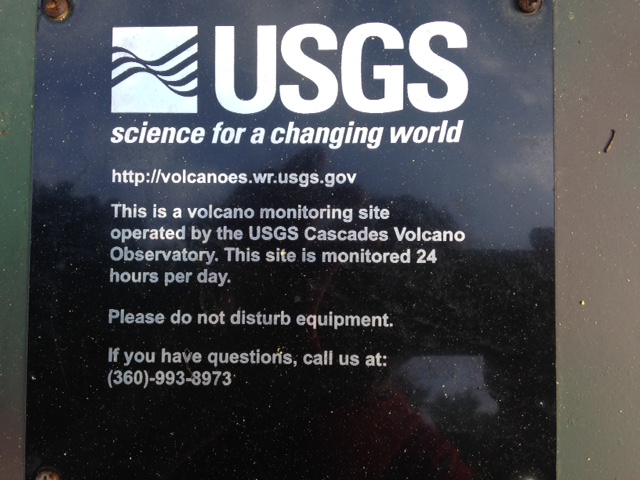 USGS
science for a changing world
http://volcanoes.wr.usgs.gov
This is a volcano monitoring site
operated by the USGS Cascades Volcano
Observatory. This site is monitored 24
hours per day.
Please do not disturb equipment.
If you have questions, call us at:
(360)-993-8973